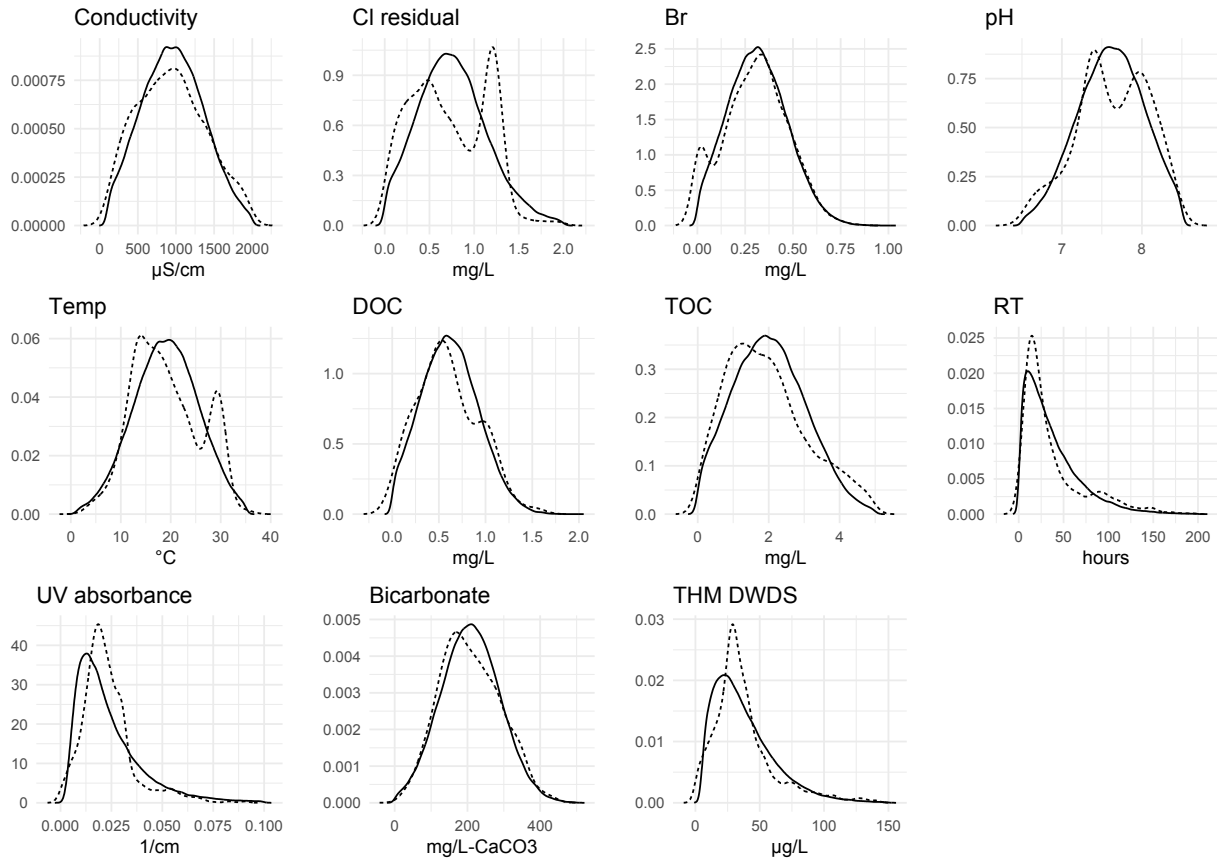 Conductivity
0.00075
0.00050
0.00025
0.00000
0 500 1000 1500 2000
µS/cm
Cl residual
0.9
0.6
0.3
0.0
0.0 0.5 1.0 1.5 2.0
mg/L
Br
2.5
2.0
1.5
1.0
0.5
0.0
0.00 0.25 0.50 0.75 1.00
mg/L
pH
0.75
0.50
0.25
0.00
7 8
Temp
0.06
0.04
0.02
0.00
0 10 20 30 40
°C
DOC
1.0
0.5
0.0
0.0 0.5 1.0 1.5 2.0
mg/L
TOC
0.3
0.2
0.1
0.0
0 2 4
mg/L
RT
0.025
0.020
0.015
0.010
0.005
0.000
0 50 100 150 200
hours
UV absorbance
40
30
20
10
0
0.000 0.025 0.050 0.075 0.100
1/cm
Bicarbonate
0.005
0.004
0.003
0.002
0.001
0.000
0 200 400
mg/L-CaCO3
THM DWDS
0.03
0.02
0.01
0.00
0 50 100 150
µg/L